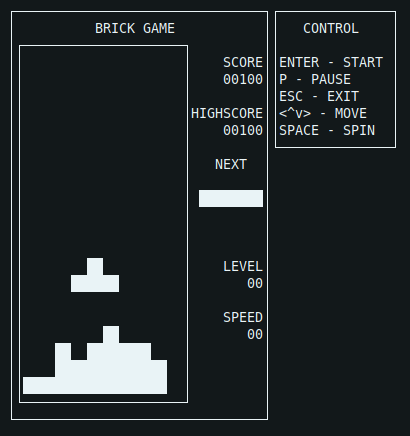 BRICK GAME
SCORE
00100
HIGHSCORE
00100
NEXT
LEVEL
00
SPEED
00
CONTROL
ENTER - START
P - PAUSE
ESC - EXIT
<^v> - MOVE
SPACE - SPIN